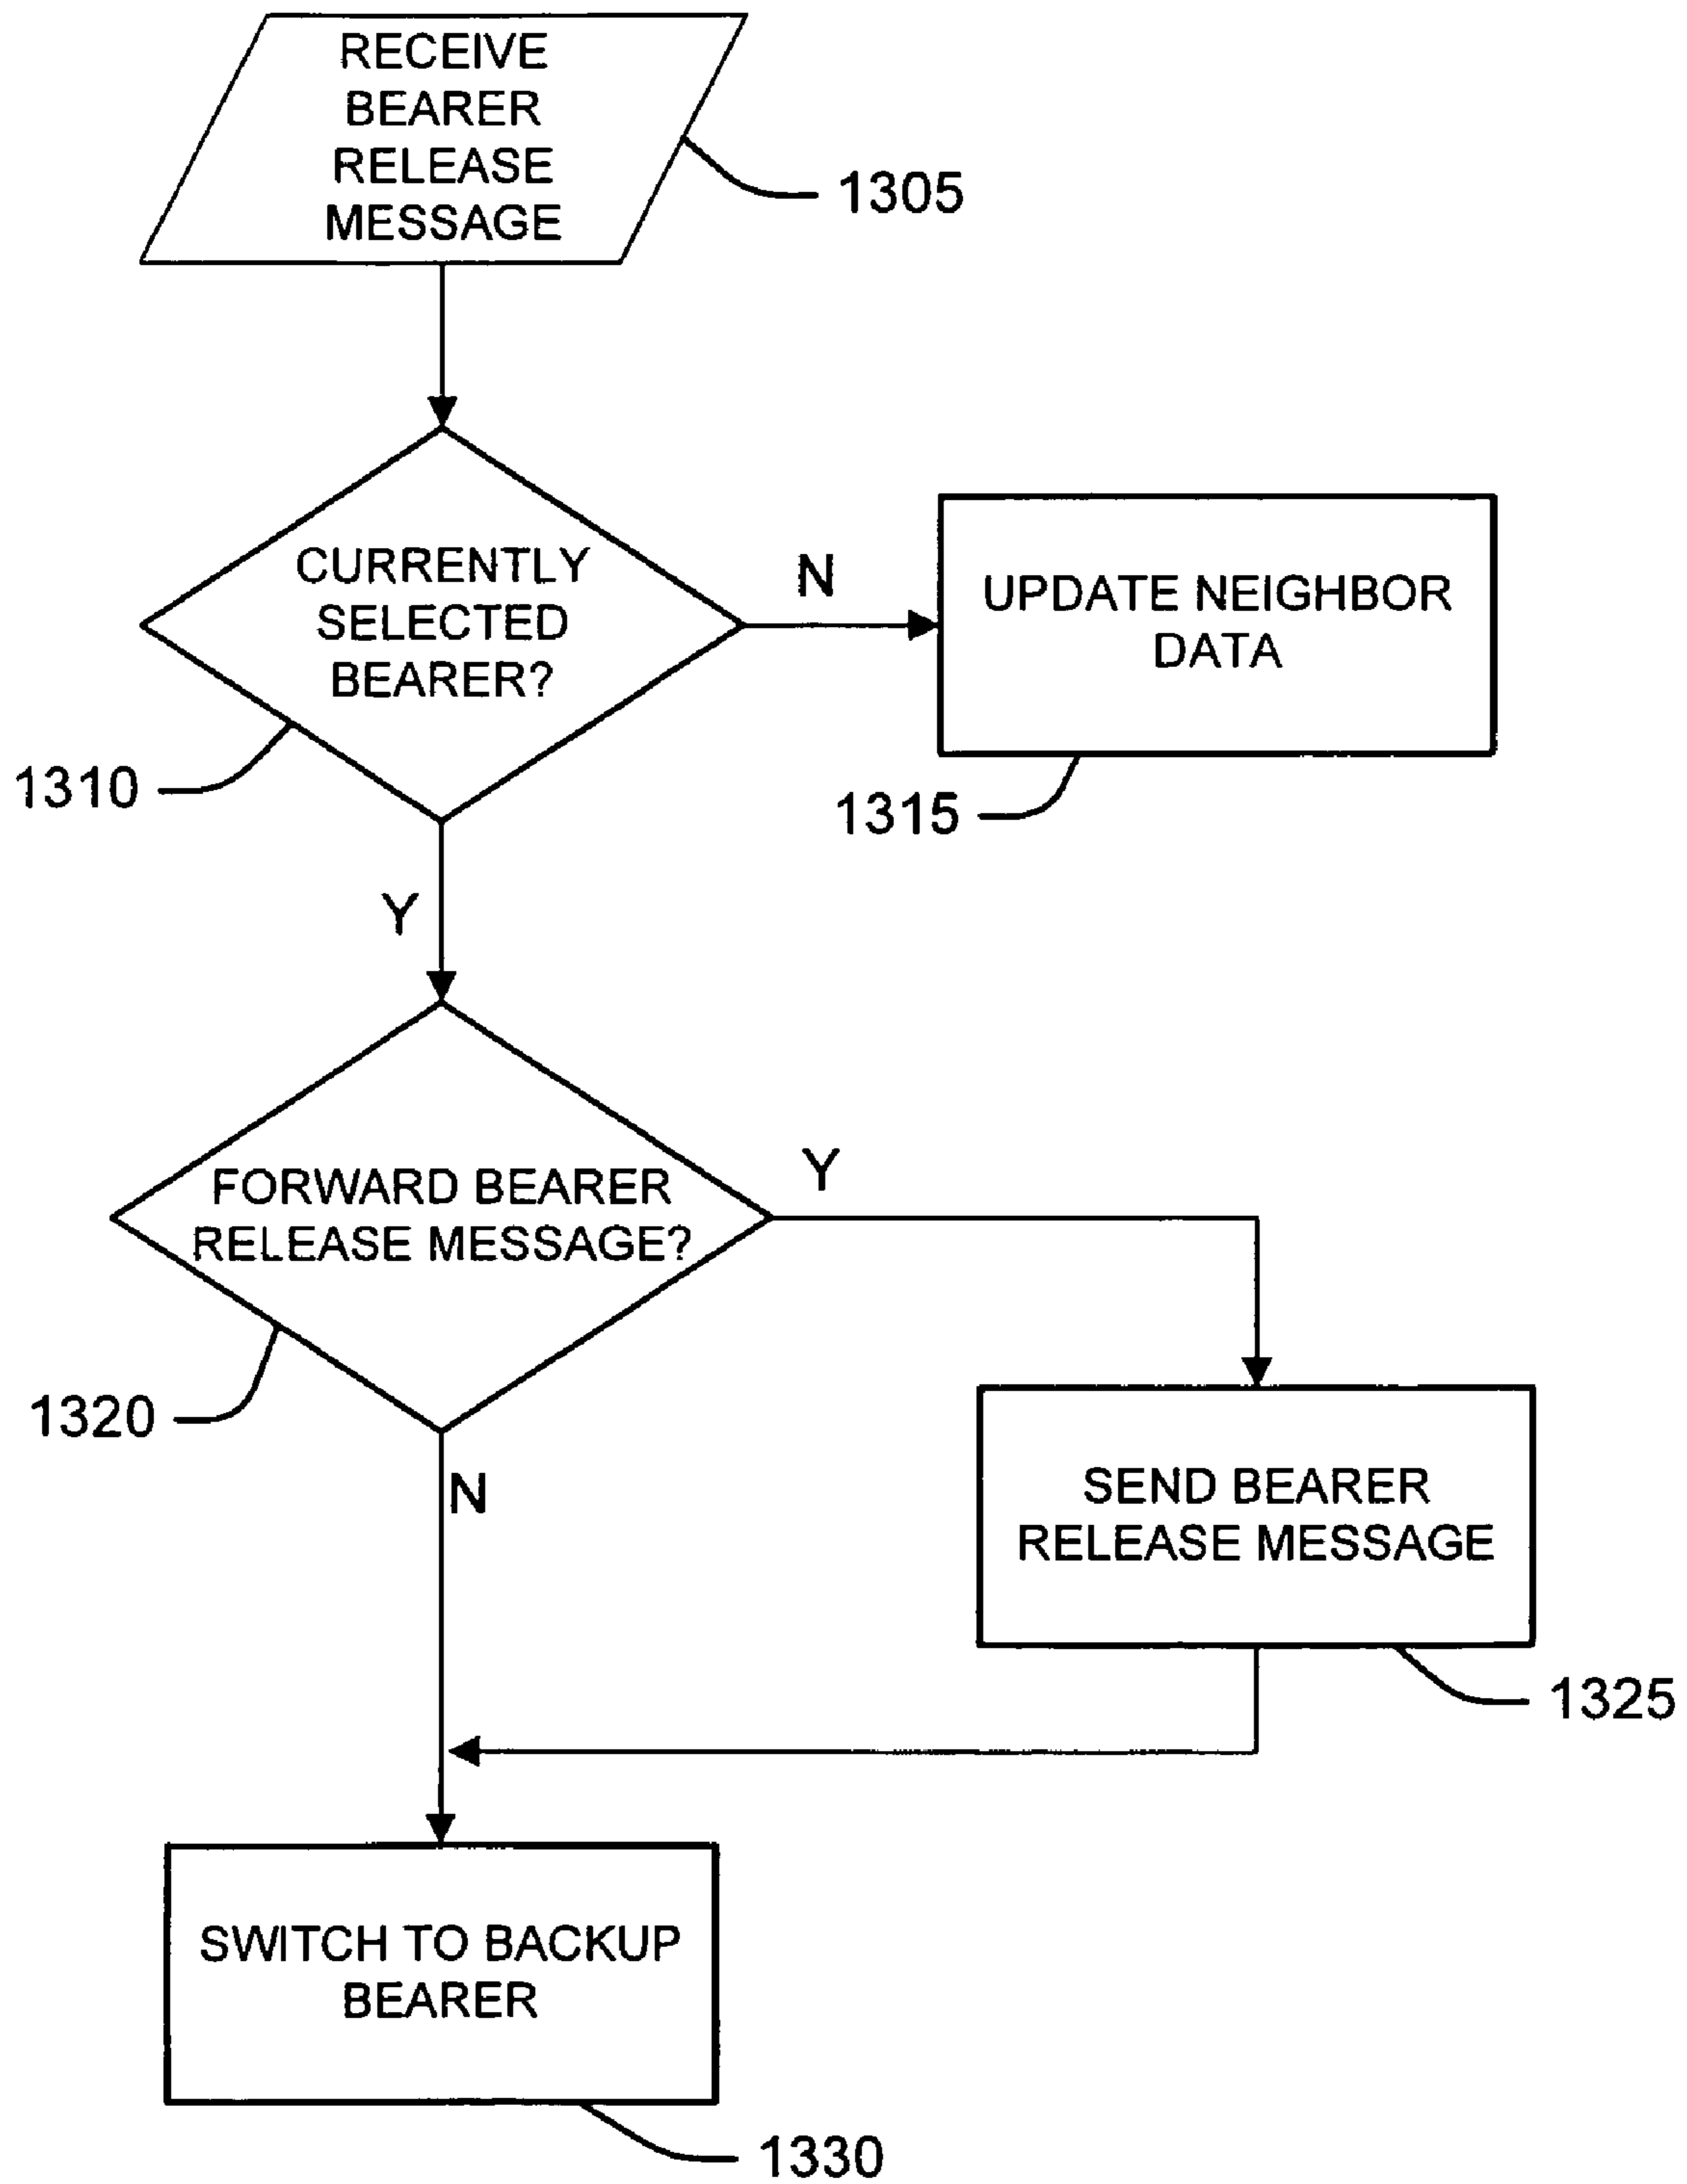 RECEIVE
BEARER
RELEASE
MESSAGE
1305
CURRENTLY
SELECTED
BEARER?
N
UPDATE NEIGHBOR
DATA
1310
1315
Y
FORWARD BEARER
RELEASE MESSAGE?
Y
1320
N
SEND BEARER
RELEASE MESSAGE
1325
SWITCH TO BACKUP
BEARER
1330